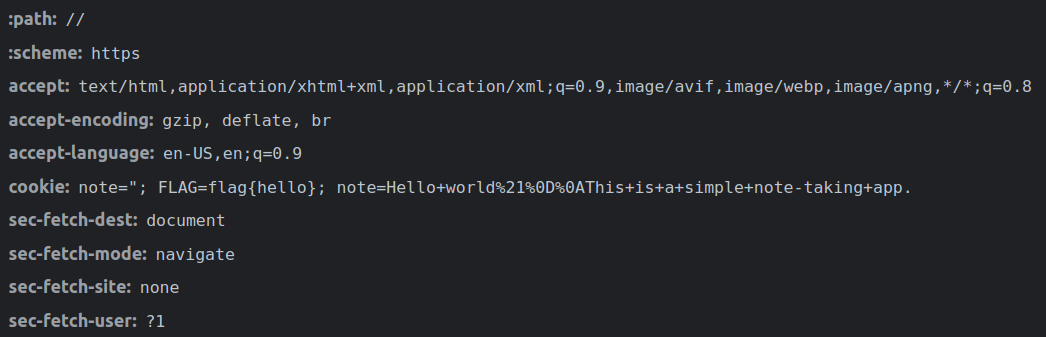 :path: //
:scheme: https
accept: text/html,application/xhtml+xml,application/xml;q=0.9,image/avif,image/webp,image/apng,*/*;q=0.8
accept-encoding: gzip, deflate, br
accept-language: en-US,en;q=0.9
cookie: note="; FLAG=flag{hello}; note=Hello+world%21%0D%0AThis+is+a+simple+note-taking+app.
sec-fetch-dest: document
sec-fetch-mode: navigate
sec-fetch-site: none
sec-fetch-user: ?1